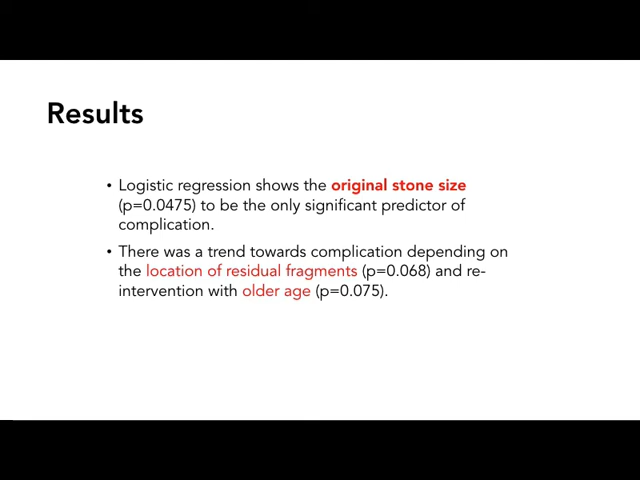 Results
• Logistic regression shows the original stone size
(p=0.0475) to be the only significant predictor of
complication.
• There was a trend towards complication depending on
the location of residual fragments (p=0.068) and re-
intervention with older age (p=0.075).